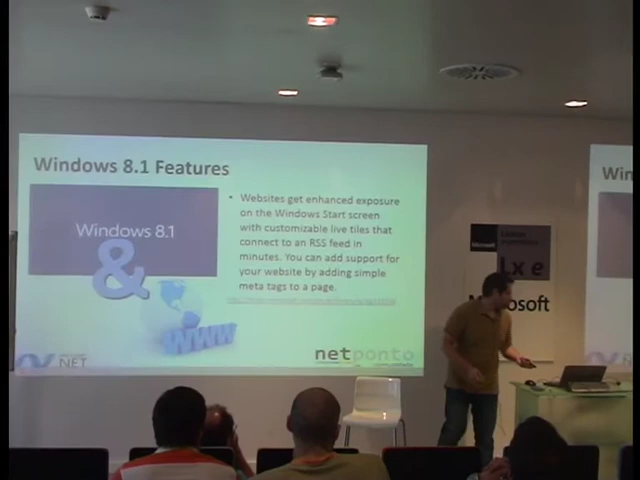 Windows 8.1 Features
Windows 8.1
&
www
• Websites get enhanced exposure
on the Windows Start screen
with customizable live tiles that
connect to an RSS feed in
minutes. You can add support for
your website by adding simple
meta tags to a page.
NET
netponto
Win
Microsoft
Lx e
Microsoft